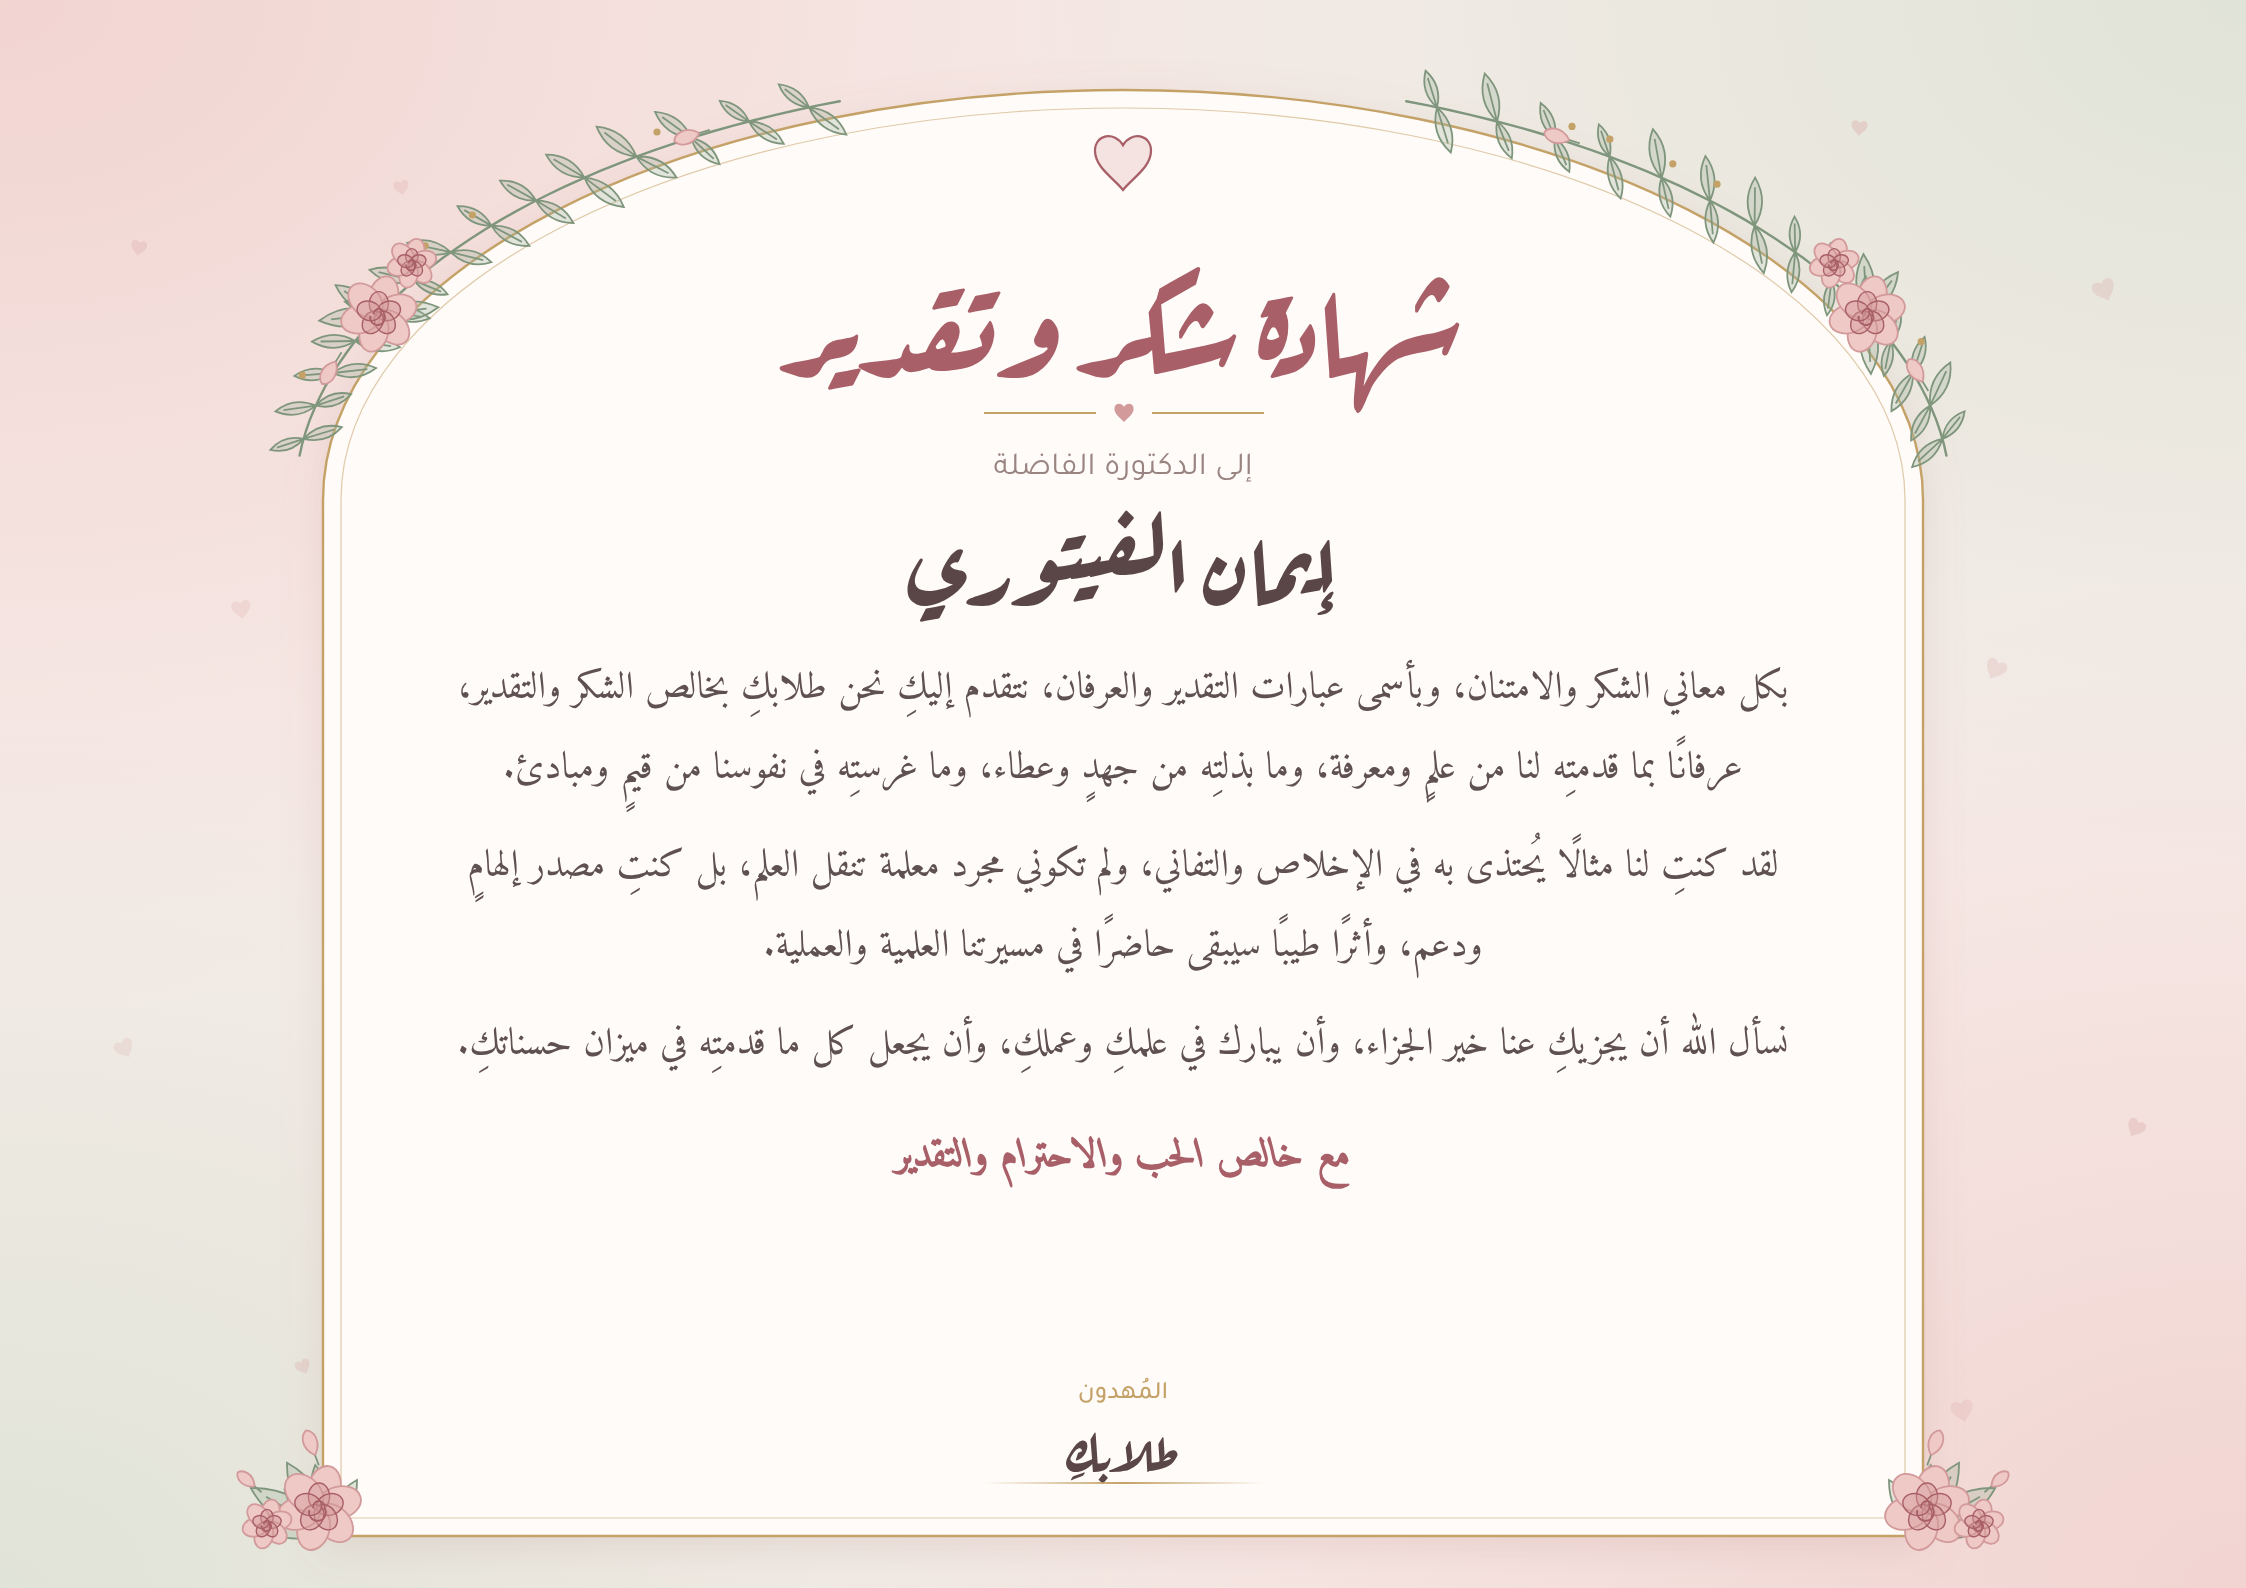 شهادة شكر و تقدير
إلى الدكتورة الفاضلة
إيمان الفيتوري
بكل معاني الشكر والامتنان، وبأسمى عبارات التقدير والعرفان، نتقدم إليكِ نحن طلابكِ بخالص الشكر والتقدير،
عرفانًا بما قدمتِه لنا من علمٍ ومعرفة، وما بذلتِه من جهدٍ وعطاء، وما غرستِه في نفوسنا من قيمٍ ومبادئ.
لقد كنتِ لنا مثالًا يُحتذى به في الإخلاص والتفاني، ولم تكوني مجرد معلمة تنقل العلم، بل كنتِ مصدر إلهامٍ
ودعم، وأثرًا طيبًا سيبقى حاضرًا في مسيرتنا العلمية والعملية.
نسأل الله أن يجزيكِ عنا خير الجزاء، وأن يبارك في علمكِ وعملكِ، وأن يجعل كل ما قدمتِه في ميزان حسناتكِ.
مع خالص الحب والاحترام والتقدير
المُهدون
طلابكِ